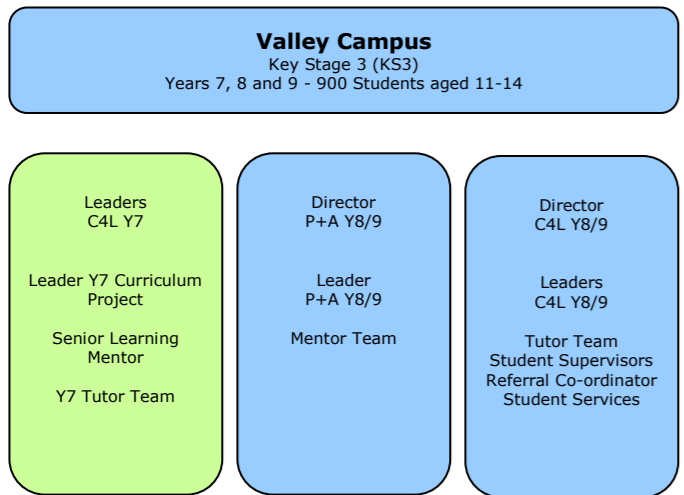 Valley Campus
Key Stage 3 (KS3)
Years 7, 8 and 9 - 900 Students aged 11-14
Leaders
C4L Y7
Leader Y7 Curriculum
Project
Senior Learning
Mentor
Y7 Tutor Team
Director
P+A Y8/9
Leader
P+A Y8/9
Mentor Team
Director
C4L Y8/9
Leaders
C4L Y8/9
Tutor Team
Student Supervisors
Referral Co-ordinator
Student Services